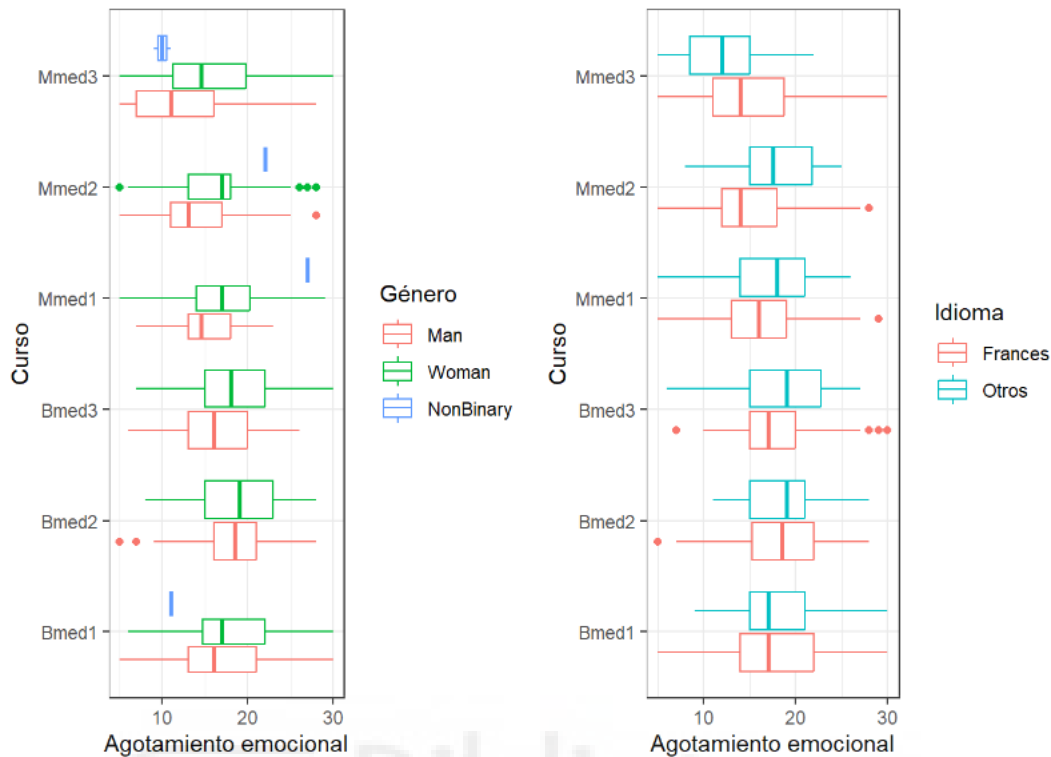 Mmed3
Mmed2
Mmed1
Bmed3
Bmed2
Bmed1
Curso
10
20
30
Agotamiento emocional
Género
Man
Woman
NonBinary
Mmed3
Mmed2
Mmed1
Bmed3
Bmed2
Bmed1
Curso
10
20
30
Agotamiento emocional
Idioma
Frances
Otros